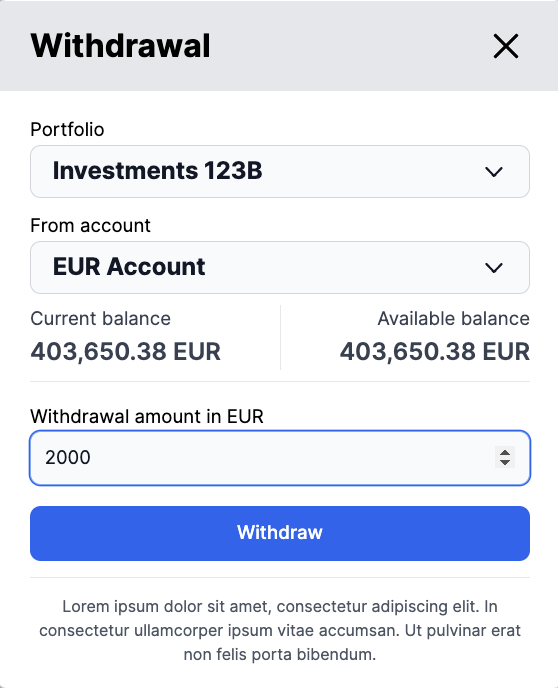 Withdrawal
Portfolio
Investments 123B
From account
EUR Account
Current balance
403,650.38 EUR
Available balance
403,650.38 EUR
Withdrawal amount in EUR
2000
Withdraw
Lorem ipsum dolor sit amet, consectetur adipiscing elit. In
consectetur ullamcorper ipsum vitae accumsan. Ut pulvinar erat
non felis porta bibendum.